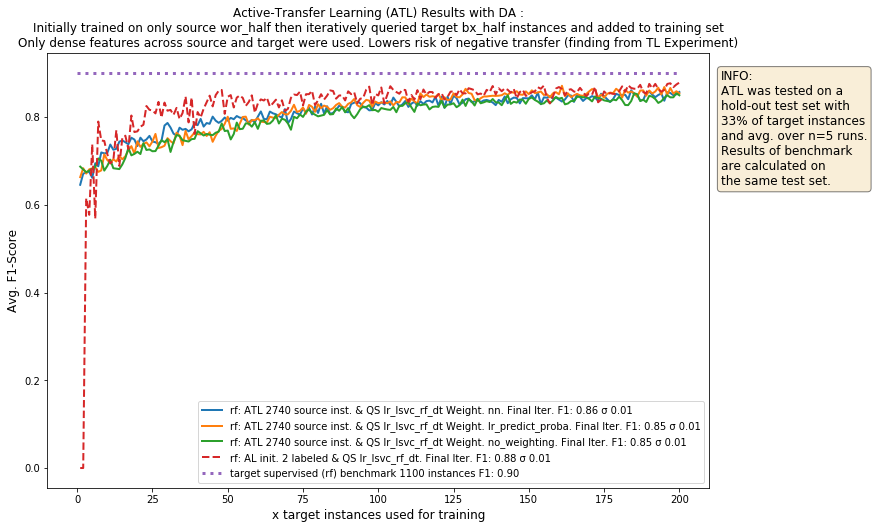 Active-Transfer Learning (ATL) Results with DA :
Initially trained on only source wor_half then iteratively queried target bx_half instances and added to training set
Only dense features across source and target were used. Lowers risk of negative transfer (finding from TL Experiment)
INFO:
ATL was tested on a
hold-out test set with
33% of target instances
and avg. over n=5 runs.
Results of benchmark
are calculated on
the same test set.
Avg. F1-Score
0.8
0.6
0.4
0.2
0.0
rf: ATL 2740 source inst. & QS lr_lsvc_rf_dt Weight. nn. Final Iter. F1: 0.86 σ 0.01
rf: ATL 2740 source inst. & QS lr_lsvc_rf_dt Weight. lr_predict_proba. Final Iter. F1: 0.85 σ 0.01
rf: ATL 2740 source inst. & QS lr_lsvc_rf_dt Weight. no_weighting. Final Iter. F1: 0.85 σ 0.01
rf: AL init. 2 labeled & QS lr_lsvc_rf_dt. Final Iter. F1: 0.88 σ 0.01
target supervised (rf) benchmark 1100 instances F1: 0.90
0 25 50 75 100 125 150 175 200
x target instances used for training